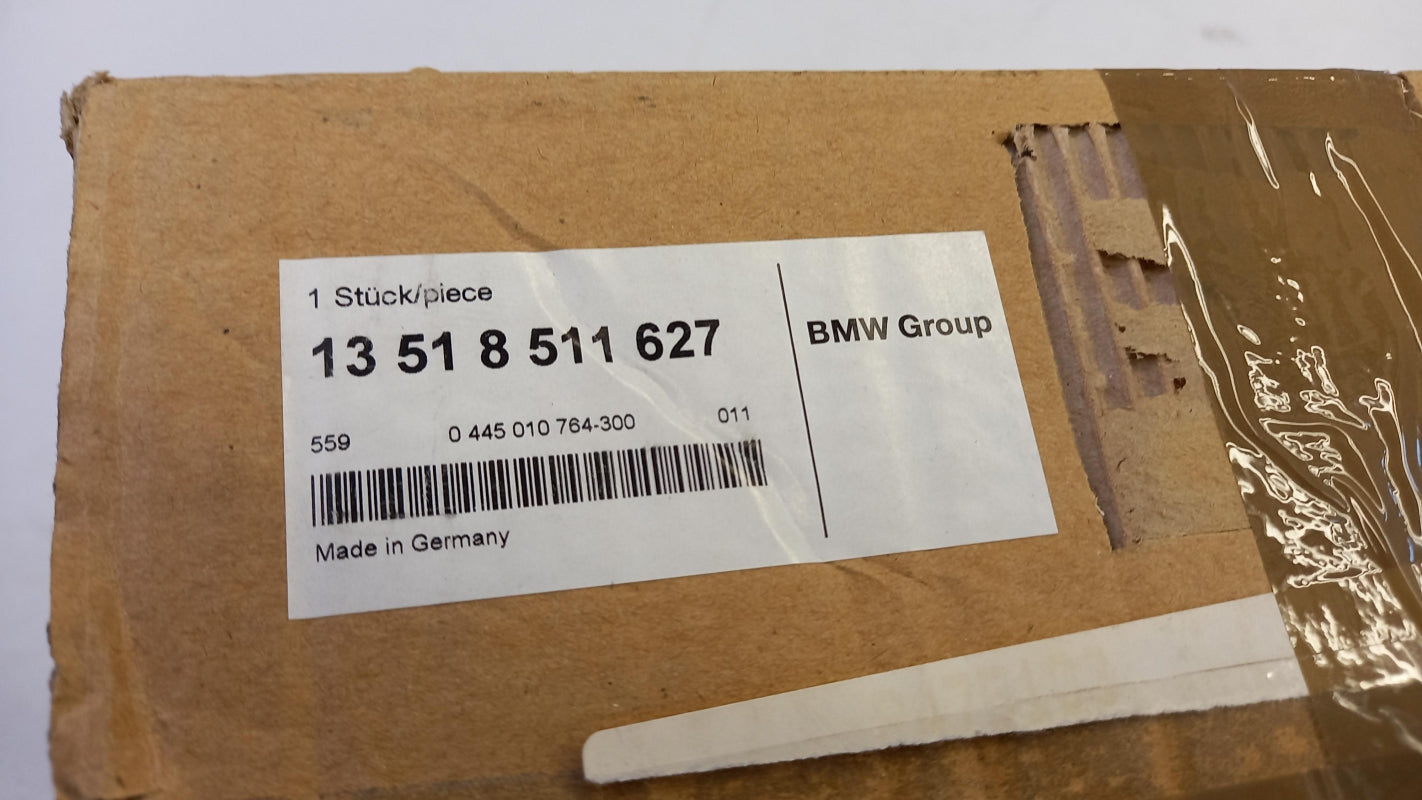 1 Stück/piece
13 51 8 511 627
BMW Group
559 0 445 010 764-300 011
Made in Germany